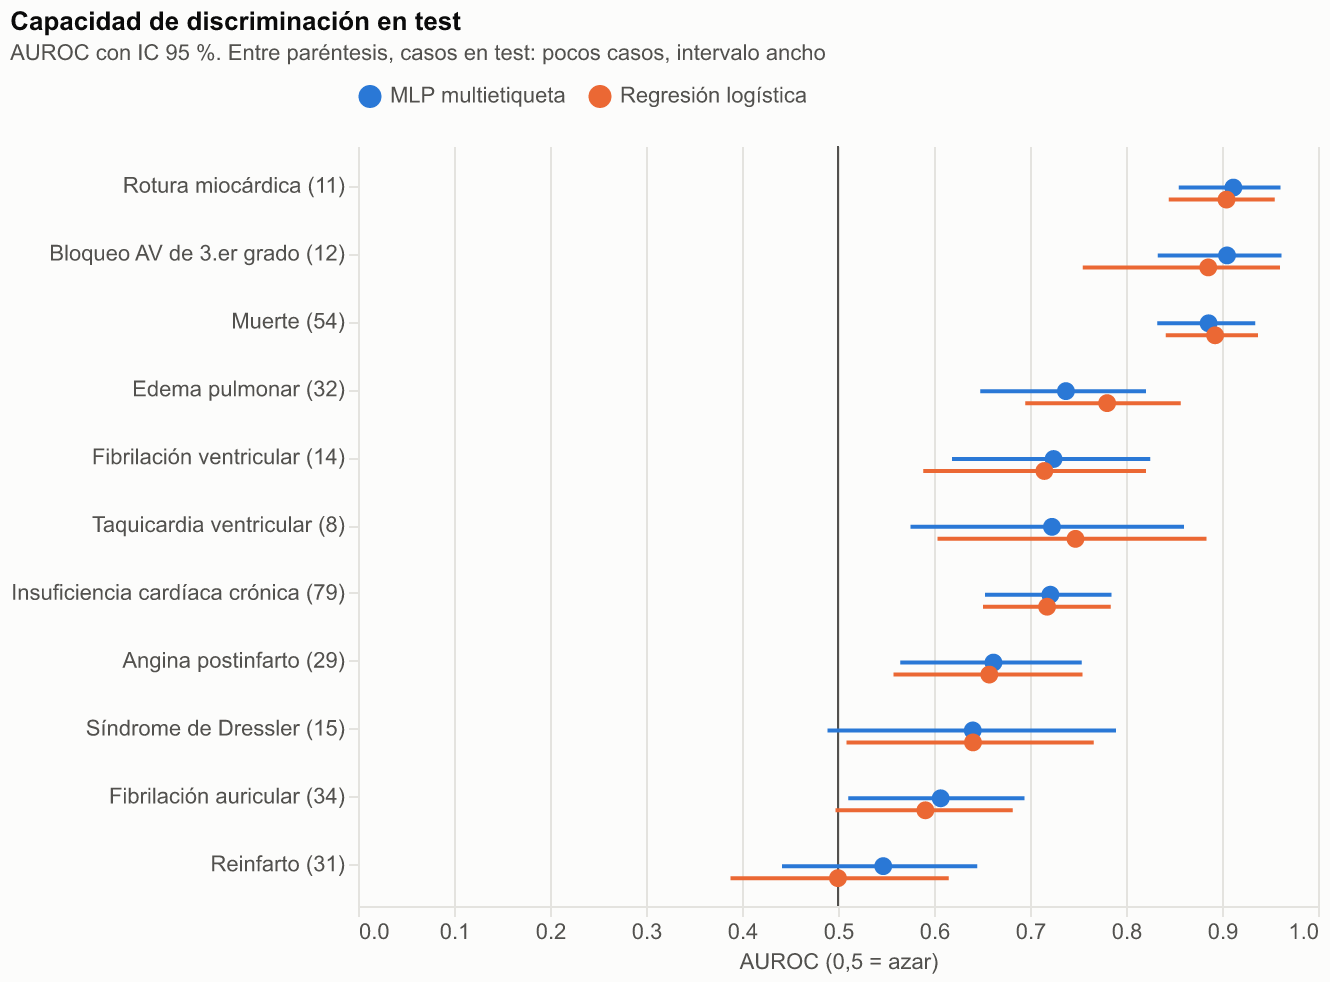 Capacidad de discriminación en test
AUROC con IC 95 %. Entre paréntesis, casos en test: pocos casos, intervalo ancho
MLP multietiqueta
Regresión logística
Rotura miocárdica (11)
Bloqueo AV de 3.er grado (12)
Muerte (54)
Edema pulmonar (32)
Fibrilación ventricular (14)
Taquicardia ventricular (8)
Insuficiencia cardíaca crónica (79)
Angina postinfarto (29)
Síndrome de Dressler (15)
Fibrilación auricular (34)
Reinfarto (31)
0.0 0.1 0.2 0.3 0.4 0.5 0.6 0.7 0.8 0.9 1.0
AUROC (0,5 = azar)